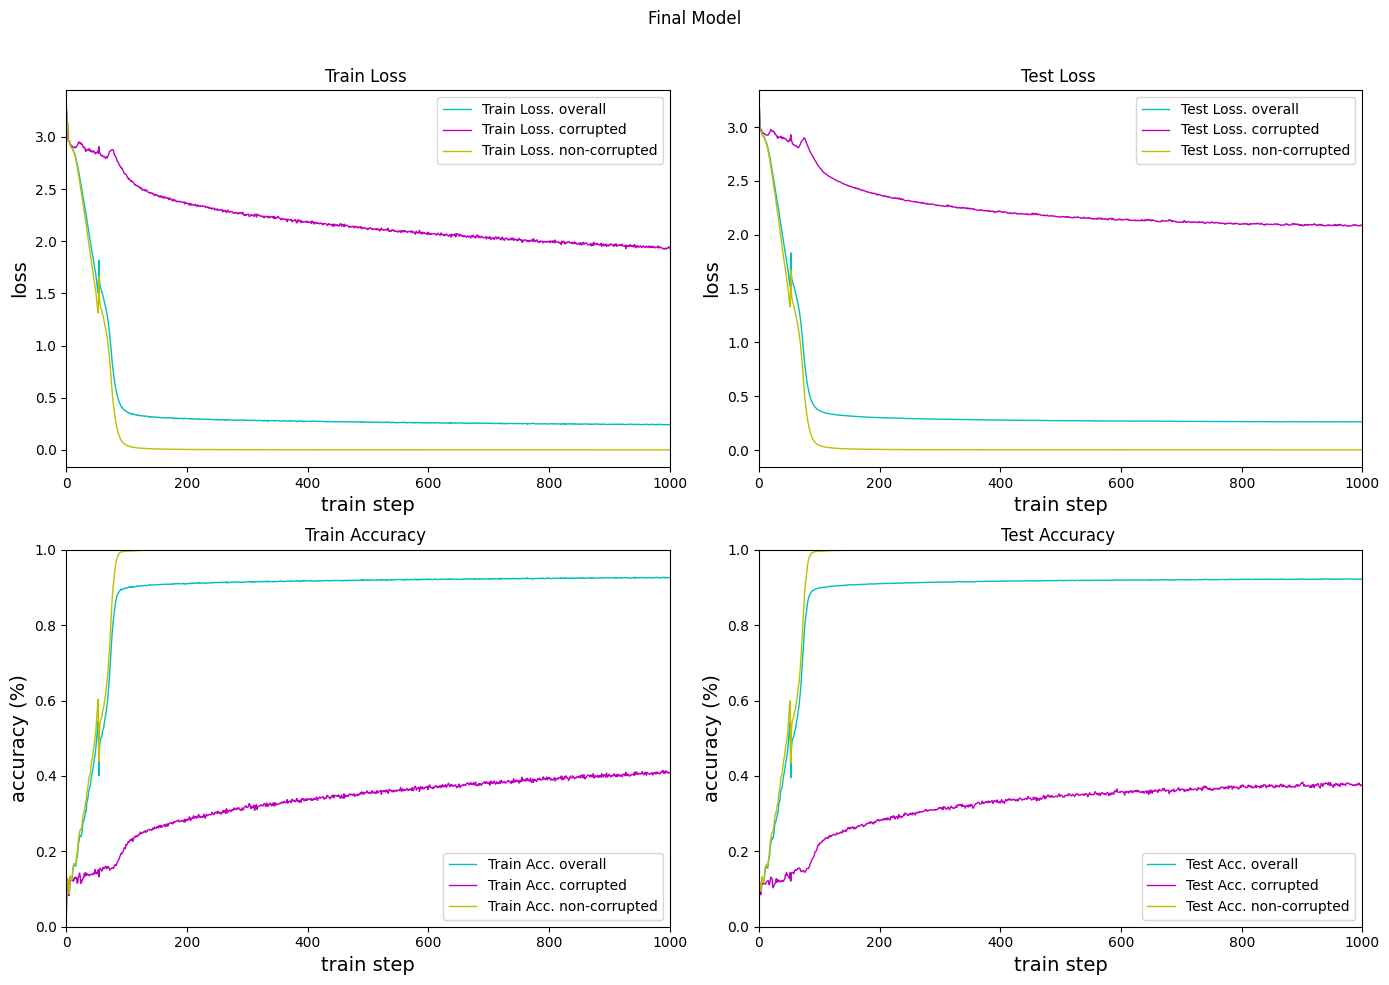 Final Model
Train Loss
3.0
2.5
2.0
1.5
1.0
0.5
0.0
loss
0 200 400 600 800 1000
train step
Train Loss. overall
Train Loss. corrupted
Train Loss. non-corrupted
Test Loss
3.0
2.5
2.0
1.5
1.0
0.5
0.0
loss
0 200 400 600 800 1000
train step
Test Loss. overall
Test Loss. corrupted
Test Loss. non-corrupted
Train Accuracy
1.0
0.8
0.6
0.4
0.2
0.0
accuracy (%)
0 200 400 600 800 1000
train step
Train Acc. overall
Train Acc. corrupted
Train Acc. non-corrupted
Test Accuracy
1.0
0.8
0.6
0.4
0.2
0.0
accuracy (%)
0 200 400 600 800 1000
train step
Test Acc. overall
Test Acc. corrupted
Test Acc. non-corrupted